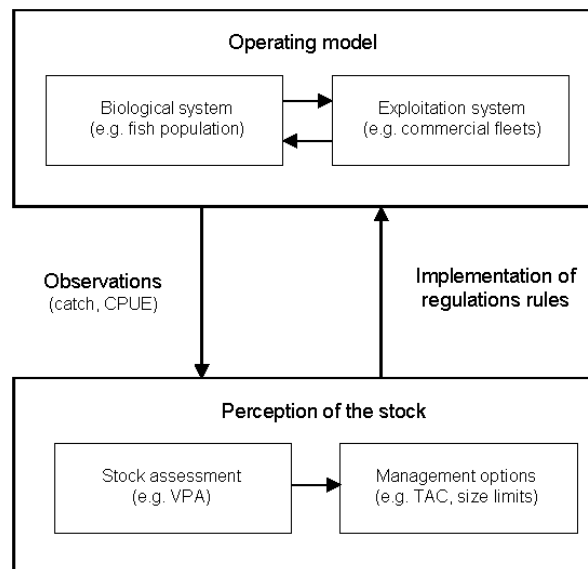 Operating model
Biological system
(e.g. fish population)
Exploitation system
(e.g. commercial fleets)
Observations
(catch, CPUE)
Implementation of
regulations rules
Perception of the stock
Stock assessment
(e.g. VPA)
Management options
(e.g. TAC, size limits)